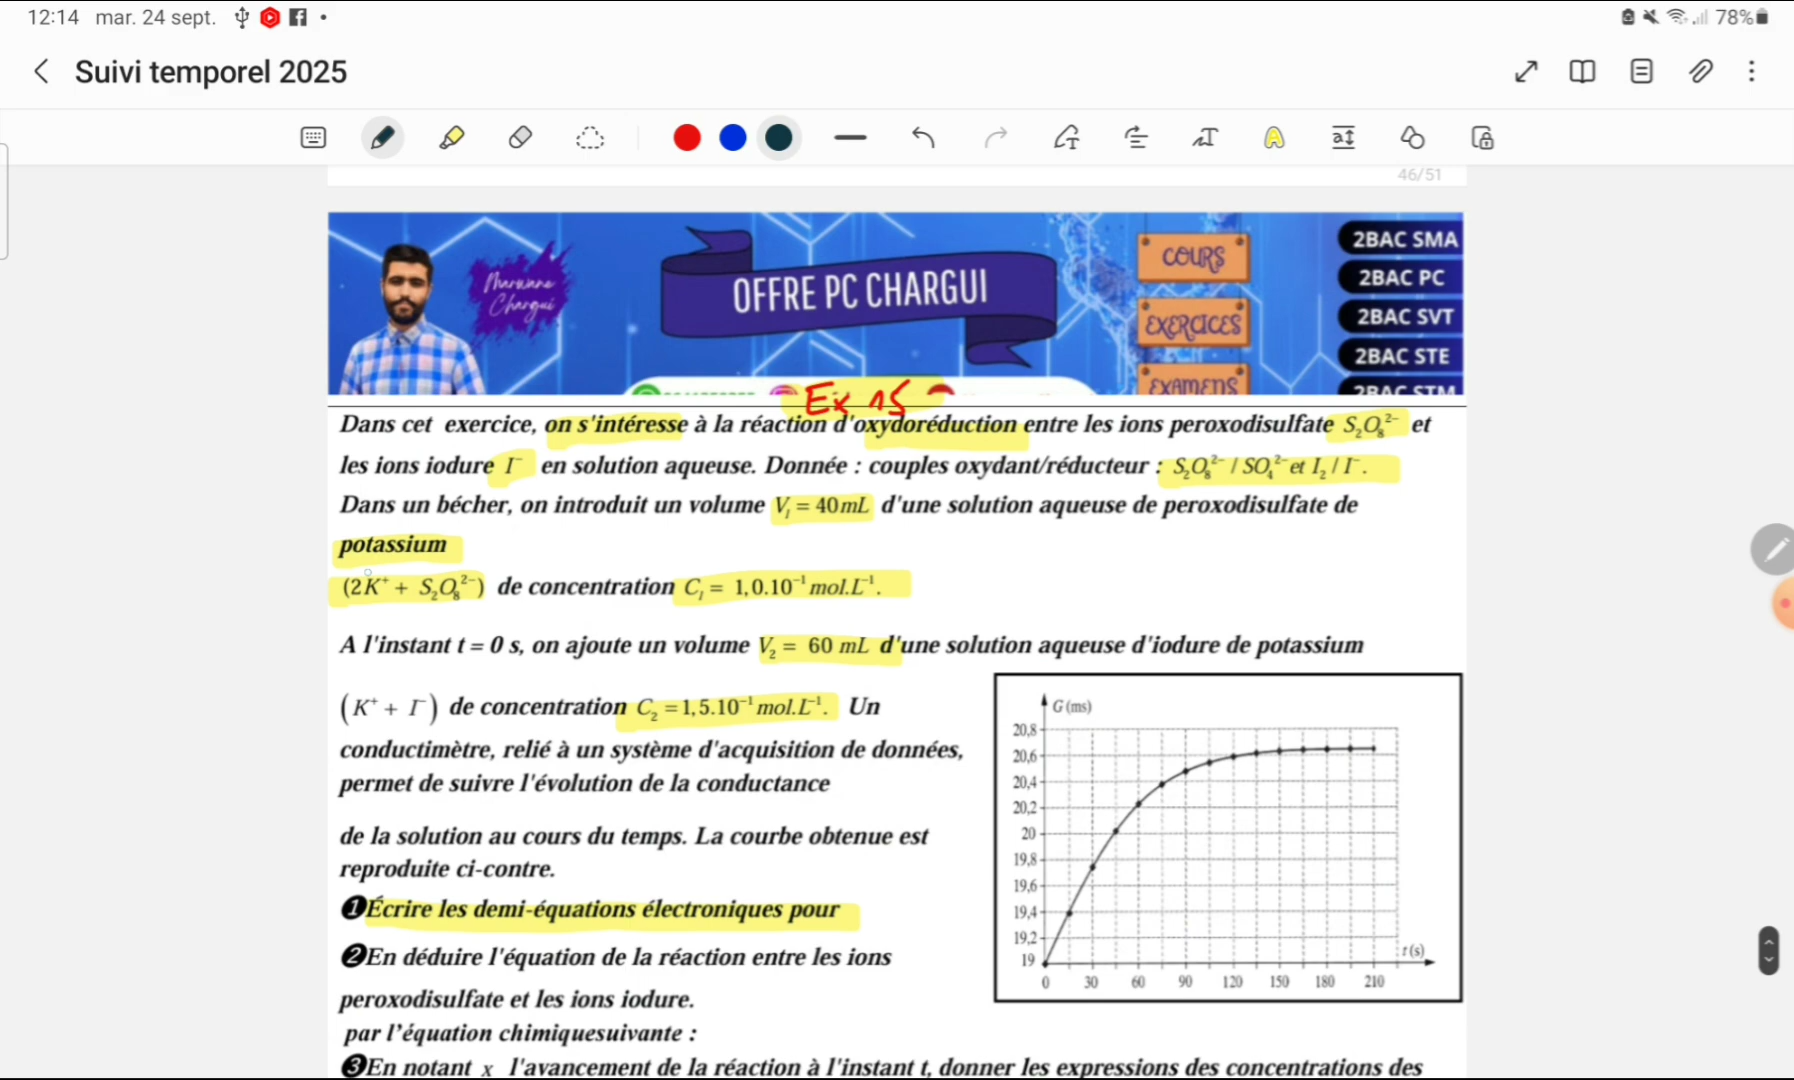 12:14 mar. 24 sept. 78%
Suivi temporel 2025
46/51
Marwane
Chargui
OFFRE PC CHARGUI
COURS
EXERCICES
EXAMENS
2BAC SMA
2BAC PC
2BAC SVT
2BAC STE
2BAC STM
Ex 15
Dans cet exercice, on s'intéresse à la réaction d'oxydoréduction entre les ions peroxodisulfate S₂O₈²⁻ et
les ions iodure I⁻ en solution aqueuse. Donnée : couples oxydant/réducteur : S₂O₈²⁻ / SO₄²⁻ et I₂ / I⁻.
Dans un bécher, on introduit un volume V₁ = 40 mL d'une solution aqueuse de peroxodisulfate de
potassium
(2K⁺ + S₂O₈²⁻) de concentration C₁ = 1,0.10⁻¹ mol.L⁻¹.
A l'instant t = 0 s, on ajoute un volume V₂ = 60 mL d'une solution aqueuse d'iodure de potassium
(K⁺ + I⁻) de concentration C₂ = 1,5.10⁻¹ mol.L⁻¹. Un
conductimètre, relié à un système d'acquisition de données,
permet de suivre l'évolution de la conductance
de la solution au cours du temps. La courbe obtenue est
reproduite ci-contre.
❶Écrire les demi-équations électroniques pour
❷En déduire l'équation de la réaction entre les ions
peroxodisulfate et les ions iodure.
par l'équation chimiquesuivante :
❸En notant x l'avancement de la réaction à l'instant t, donner les expressions des concentrations des
G (ms)
20,8
20,6
20,4
20,2
20
19,8
19,6
19,4
19,2
19
t (s)
0 30 60 90 120 150 180 210